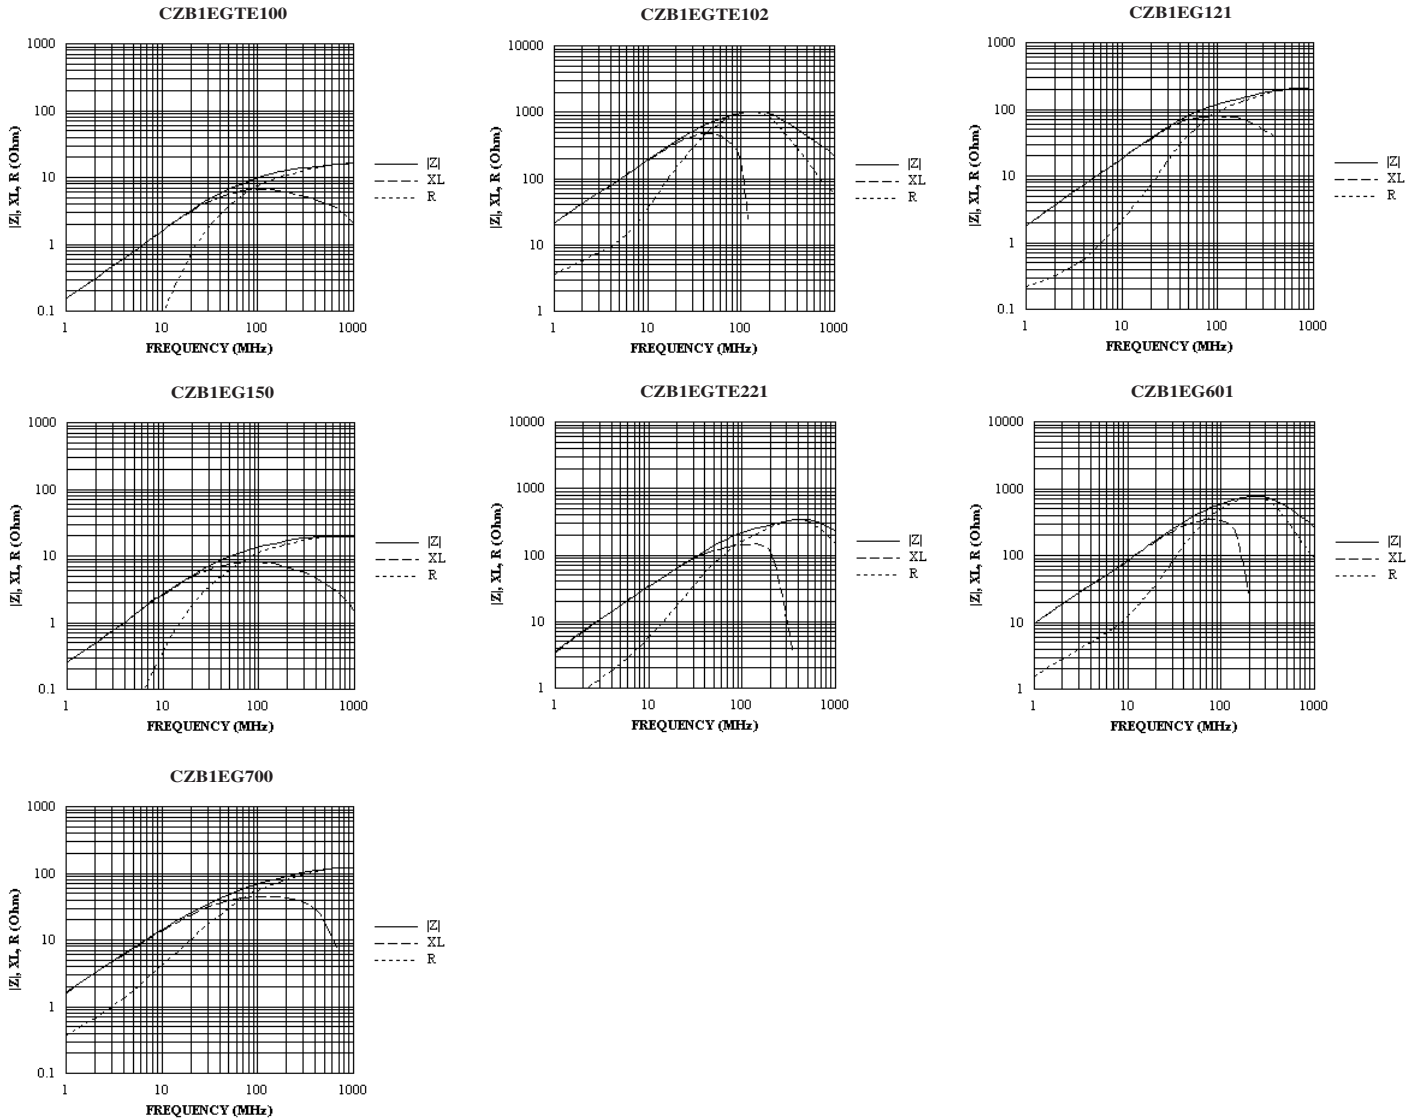 CZB1EGTE100
1000
100
10
1
0.1
|Z|, XL, R (Ohm)
1 10 100 1000
FREQUENCY (MHz)
|Z|
XL
R
CZB1EGTE102
10000
1000
100
10
1
|Z|, XL, R (Ohm)
1 10 100 1000
FREQUENCY (MHz)
|Z|
XL
R
CZB1EG121
1000
100
10
1
0.1
|Z|, XL, R (Ohm)
1 10 100 1000
FREQUENCY (MHz)
|Z|
XL
R
CZB1EG150
1000
100
10
1
0.1
|Z|, XL, R (Ohm)
1 10 100 1000
FREQUENCY (MHz)
|Z|
XL
R
CZB1EGTE221
10000
1000
100
10
1
|Z|, XL, R (Ohm)
1 10 100 1000
FREQUENCY (MHz)
|Z|
XL
R
CZB1EG601
10000
1000
100
10
1
|Z|, XL, R (Ohm)
1 10 100 1000
FREQUENCY (MHz)
|Z|
XL
R
CZB1EG700
1000
100
10
1
0.1
|Z|, XL, R (Ohm)
1 10 100 1000
FREQUENCY (MHz)
|Z|
XL
R